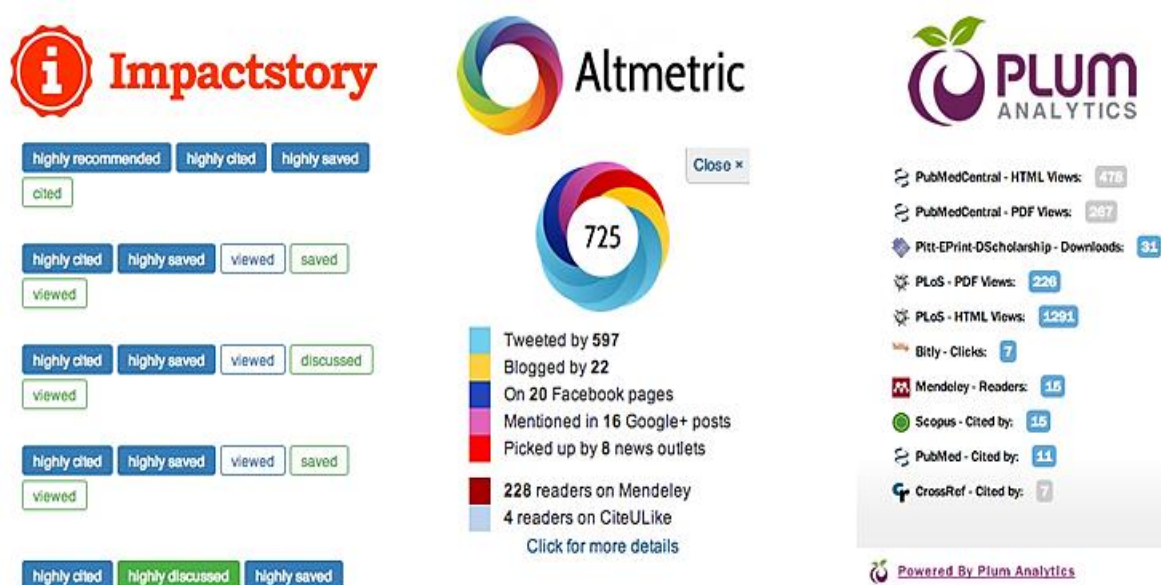 i
Impactstory
highly recommended highly cited highly saved
cited
highly cited highly saved viewed saved
viewed
highly cited highly saved viewed discussed
viewed
highly cited highly saved viewed saved
viewed
highly cited highly discussed highly saved
Altmetric
Close ×
725
Tweeted by 597
Blogged by 22
On 20 Facebook pages
Mentioned in 16 Google+ posts
Picked up by 8 news outlets
228 readers on Mendeley
4 readers on CiteULike
Click for more details
PLUM
ANALYTICS
PubMedCentral - HTML Views: 478
PubMedCentral - PDF Views: 267
Pitt-EPrint-DScholarship - Downloads: 31
PLoS - PDF Views: 226
PLoS - HTML Views: 1291
Bitly - Clicks: 7
Mendeley - Readers: 15
Scopus - Cited by: 15
PubMed - Cited by: 11
CrossRef - Cited by: 7
Powered By Plum Analytics